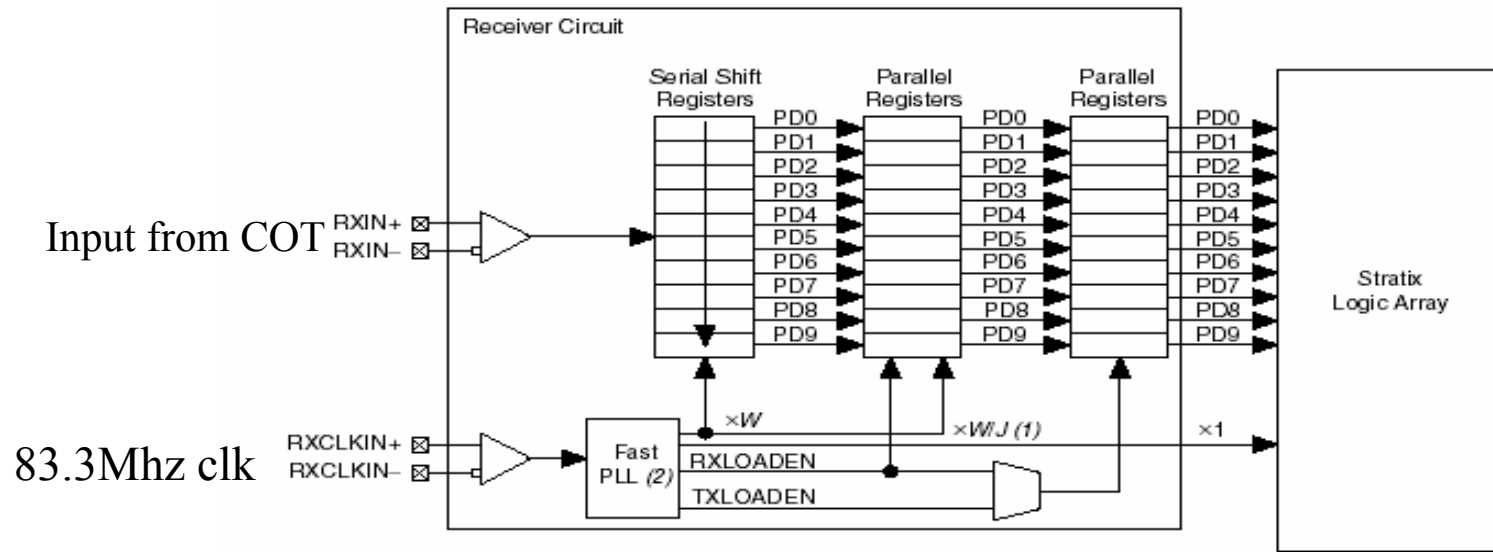 Receiver Circuit
Serial Shift
Registers
Parallel
Registers
Parallel
Registers
PD0 PD0 PD0
PD1 PD1 PD1
PD2 PD2 PD2
PD3 PD3 PD3
PD4 PD4 PD4
PD5 PD5 PD5
PD6 PD6 PD6
PD7 PD7 PD7
PD8 PD8 PD8
PD9 PD9 PD9
Input from COT
RXIN+
RXIN–
Stratix
Logic Array
83.3Mhz clk
RXCLKIN+
RXCLKIN–
Fast
PLL (2)
×W
×W/J (1)
×1
RXLOADEN
TXLOADEN